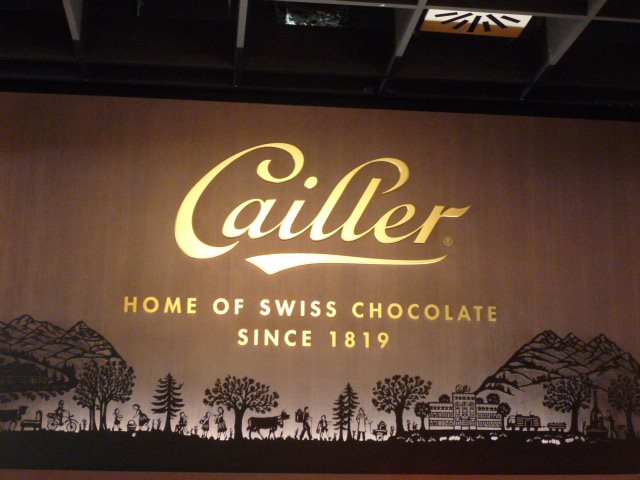 Cailler®
HOME OF SWISS CHOCOLATE
SINCE 1819